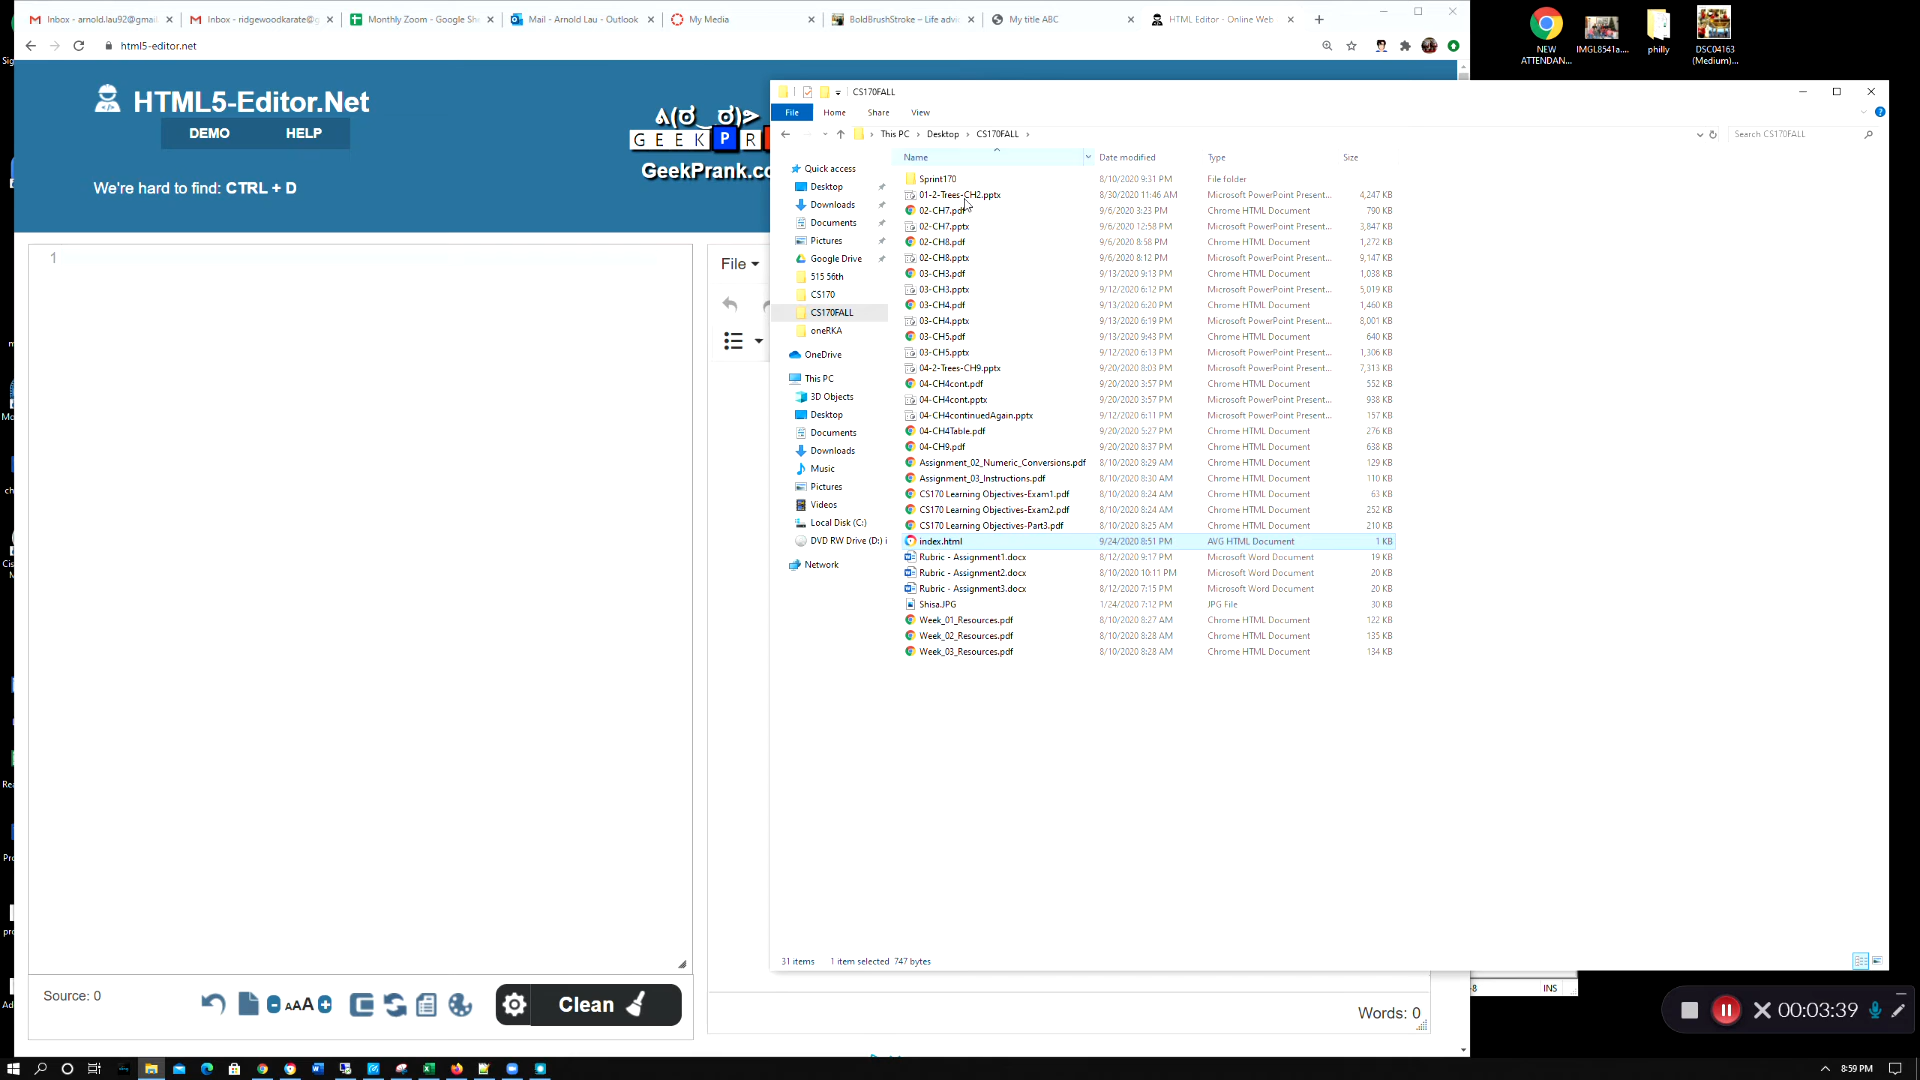 Inbox - arnold.lau92@gmail.
Inbox - ridgewoodkarate@g
Monthly Zoom - Google She
Mail - Arnold Lau - Outlook
My Media
BoldBrushStroke – Life advi
My title ABC
HTML Editor - Online Web
html5-editor.net
NEW
ATTENDAN...
IMGL8541a....
philly
DSC04163
(Medium)...
HTML5-Editor.Net
DEMO
HELP
We're hard to find: CTRL + D
GEEK PR
GeekPrank.co
1
File
CS170FALL
File
Home
Share
View
This PC
Desktop
CS170FALL
Search CS170FALL
Name
Date modified
Type
Size
Quick access
Desktop
Downloads
Documents
Pictures
Google Drive
515 56th
CS170
CS170FALL
oneRKA
OneDrive
This PC
3D Objects
Desktop
Documents
Downloads
Music
Pictures
Videos
Local Disk (C:)
DVD RW Drive (D:) i
Network
Sprint170 8/10/2020 9:31 PM File folder
01-2-Trees-CH2.pptx 8/30/2020 11:46 AM Microsoft PowerPoint Present... 4,247 KB
02-CH7.pdf 9/6/2020 3:23 PM Chrome HTML Document 790 KB
02-CH7.pptx 9/6/2020 12:58 PM Microsoft PowerPoint Present... 3,847 KB
02-CH8.pdf 9/6/2020 8:58 PM Chrome HTML Document 1,272 KB
02-CH8.pptx 9/6/2020 8:12 PM Microsoft PowerPoint Present... 9,147 KB
03-CH3.pdf 9/13/2020 9:13 PM Chrome HTML Document 1,038 KB
03-CH3.pptx 9/12/2020 6:12 PM Microsoft PowerPoint Present... 5,019 KB
03-CH4.pdf 9/13/2020 6:20 PM Chrome HTML Document 1,460 KB
03-CH4.pptx 9/13/2020 6:19 PM Microsoft PowerPoint Present... 8,001 KB
03-CH5.pdf 9/13/2020 9:43 PM Chrome HTML Document 640 KB
03-CH5.pptx 9/12/2020 6:13 PM Microsoft PowerPoint Present... 1,306 KB
04-2-Trees-CH9.pptx 9/20/2020 8:03 PM Microsoft PowerPoint Present... 7,313 KB
04-CH4cont.pdf 9/20/2020 3:57 PM Chrome HTML Document 552 KB
04-CH4cont.pptx 9/20/2020 3:57 PM Microsoft PowerPoint Present... 938 KB
04-CH4continuedAgain.pptx 9/12/2020 6:11 PM Microsoft PowerPoint Present... 157 KB
04-CH4Table.pdf 9/20/2020 5:27 PM Chrome HTML Document 276 KB
04-CH9.pdf 9/20/2020 8:37 PM Chrome HTML Document 638 KB
Assignment_02_Numeric_Conversions.pdf 8/10/2020 8:29 AM Chrome HTML Document 129 KB
Assignment_03_Instructions.pdf 8/10/2020 8:30 AM Chrome HTML Document 110 KB
CS170 Learning Objectives-Exam1.pdf 8/10/2020 8:24 AM Chrome HTML Document 63 KB
CS170 Learning Objectives-Exam2.pdf 8/10/2020 8:24 AM Chrome HTML Document 252 KB
CS170 Learning Objectives-Part3.pdf 8/10/2020 8:25 AM Chrome HTML Document 210 KB
index.html 9/24/2020 8:51 PM AVG HTML Document 1 KB
Rubric - Assignment1.docx 8/12/2020 9:17 PM Microsoft Word Document 19 KB
Rubric - Assignment2.docx 8/10/2020 10:11 PM Microsoft Word Document 20 KB
Rubric - Assignment3.docx 8/12/2020 7:15 PM Microsoft Word Document 20 KB
Shisa.JPG 1/24/2020 7:12 PM JPG File 30 KB
Week_01_Resources.pdf 8/10/2020 8:27 AM Chrome HTML Document 122 KB
Week_02_Resources.pdf 8/10/2020 8:28 AM Chrome HTML Document 135 KB
Week_03_Resources.pdf 8/10/2020 8:28 AM Chrome HTML Document 134 KB
31 items 1 item selected 747 bytes
-8 INS
Source: 0
AAA
Clean
Words: 0
00:03:39
8:59 PM